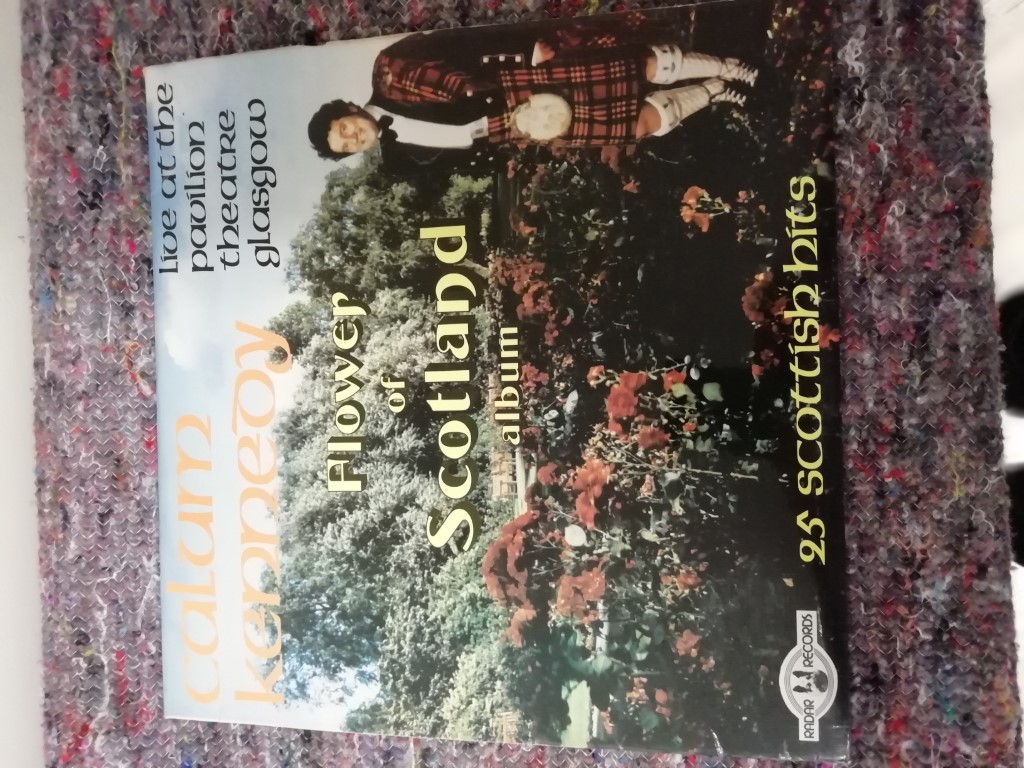 calum
kennedy
live at the
pavilion
theatre
glasgow
Flower
of
Scotland
album
RADAR RECORDS
25 scottish hits